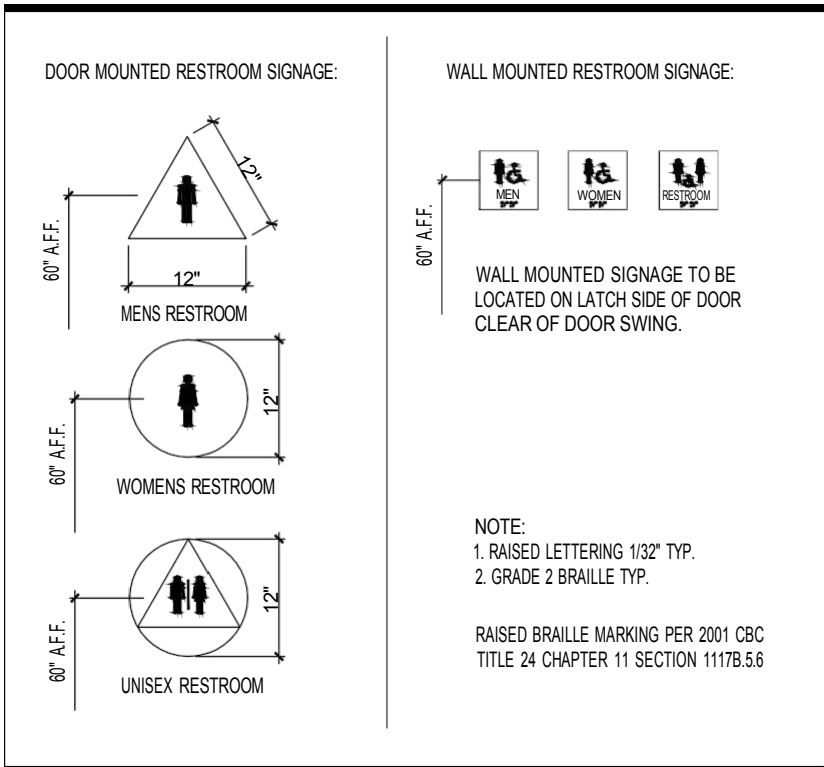 DOOR MOUNTED RESTROOM SIGNAGE:
12"
60" A.F.F.
12"
MENS RESTROOM
12"
60" A.F.F.
WOMENS RESTROOM
12"
60" A.F.F.
UNISEX RESTROOM
WALL MOUNTED RESTROOM SIGNAGE:
MEN
WOMEN
RESTROOM
60" A.F.F.
WALL MOUNTED SIGNAGE TO BE
LOCATED ON LATCH SIDE OF DOOR
CLEAR OF DOOR SWING.
NOTE:
1. RAISED LETTERING 1/32" TYP.
2. GRADE 2 BRAILLE TYP.
RAISED BRAILLE MARKING PER 2001 CBC
TITLE 24 CHAPTER 11 SECTION 1117B.5.6